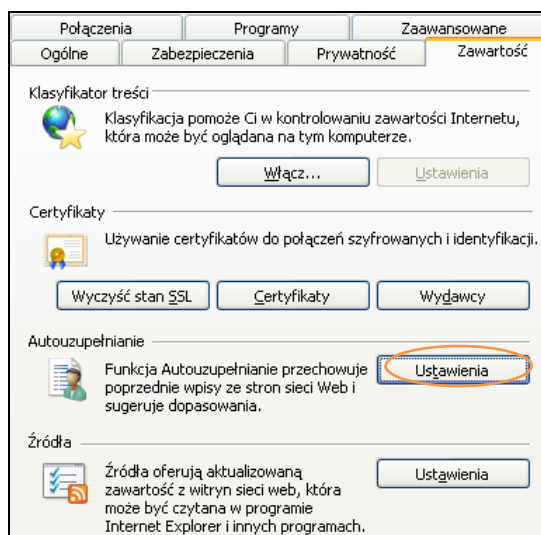 Połączenia Programy Zaawansowane
Ogólne Zabezpieczenia Prywatność Zawartość
Klasyfikator treści
Klasyfikacja pomoże Ci w kontrolowaniu zawartości Internetu,
która może być oglądana na tym komputerze.
Włącz... Ustawienia
Certyfikaty
Używanie certyfikatów do połączeń szyfrowanych i identyfikacji.
Wyczyść stan SSL Certyfikaty Wydawcy
Autouzupełnianie
Funkcja Autouzupełnianie przechowuje
poprzednie wpisy ze stron sieci Web i
sugeruje dopasowania.
Ustawienia
Źródła
Źródła oferują aktualizowaną
zawartość z witryn sieci web, która
może być czytana w programie
Internet Explorer i innych programach.
Ustawienia